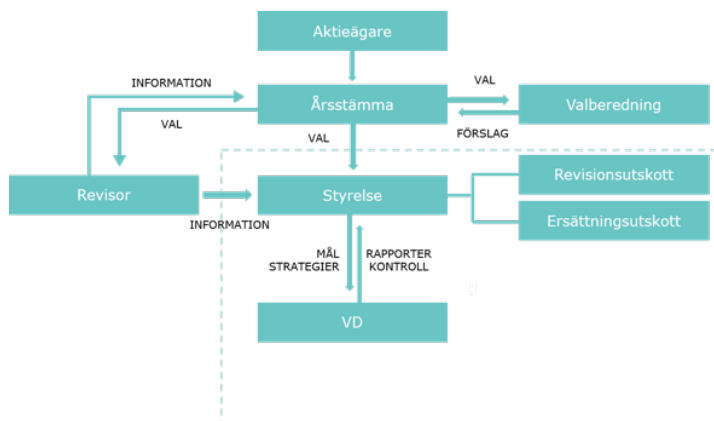 Aktieägare
INFORMATION
Årsstämma
VAL
Valberedning
VAL
FÖRSLAG
VAL
Revisionsutskott
Revisor
INFORMATION
Styrelse
Ersättningsutskott
MÅL
STRATEGIER
RAPPORTER
KONTROLL
VD